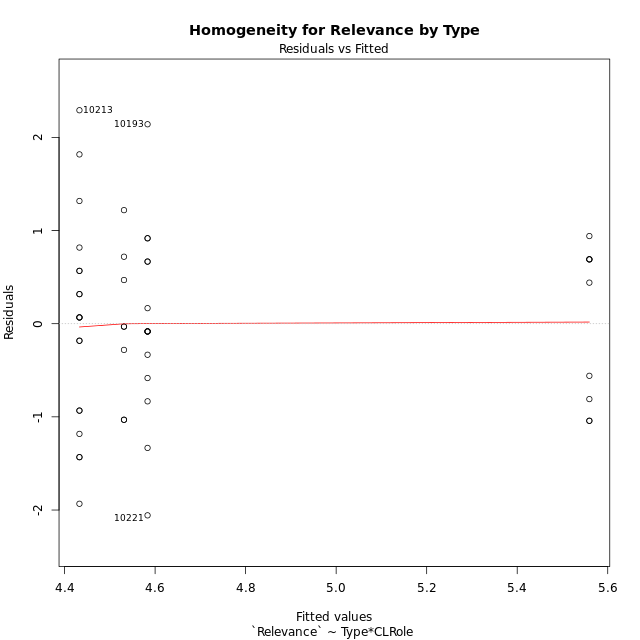 Homogeneity for Relevance by Type
Residuals vs Fitted
10213
10193
10221
2
1
0
-1
-2
Residuals
4.4 4.6 4.8 5.0 5.2 5.4 5.6
Fitted values
`Relevance` ~ Type*CLRole